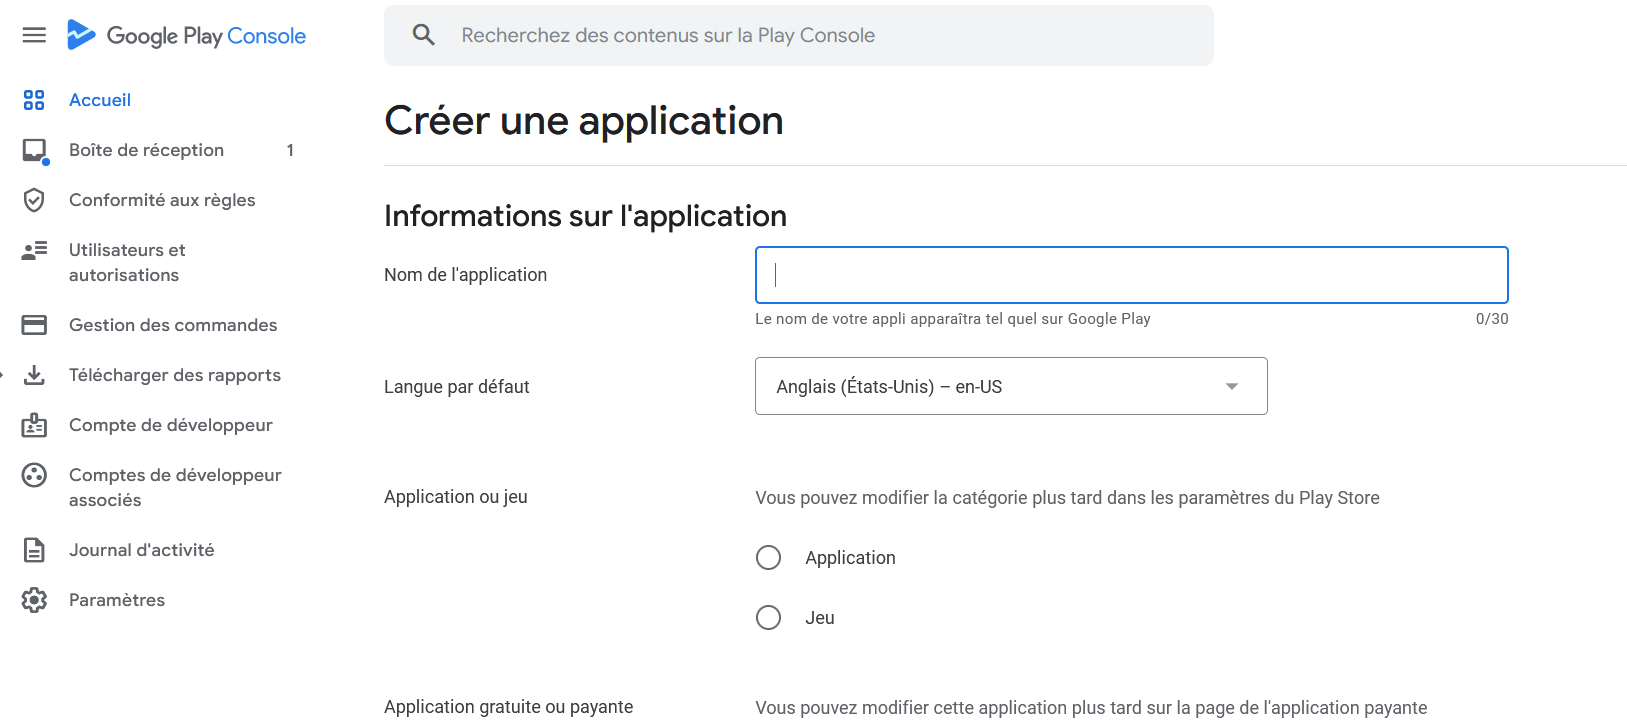 Google Play Console
Recherchez des contenus sur la Play Console
Accueil
Boîte de réception 1
Conformité aux règles
Utilisateurs et
autorisations
Gestion des commandes
Télécharger des rapports
Compte de développeur
Comptes de développeur
associés
Journal d'activité
Paramètres
Créer une application
Informations sur l'application
Nom de l'application
Le nom de votre appli apparaîtra tel quel sur Google Play 0/30
Langue par défaut
Anglais (États-Unis) – en-US
Application ou jeu
Vous pouvez modifier la catégorie plus tard dans les paramètres du Play Store
Application
Jeu
Application gratuite ou payante
Vous pouvez modifier cette application plus tard sur la page de l'application payante